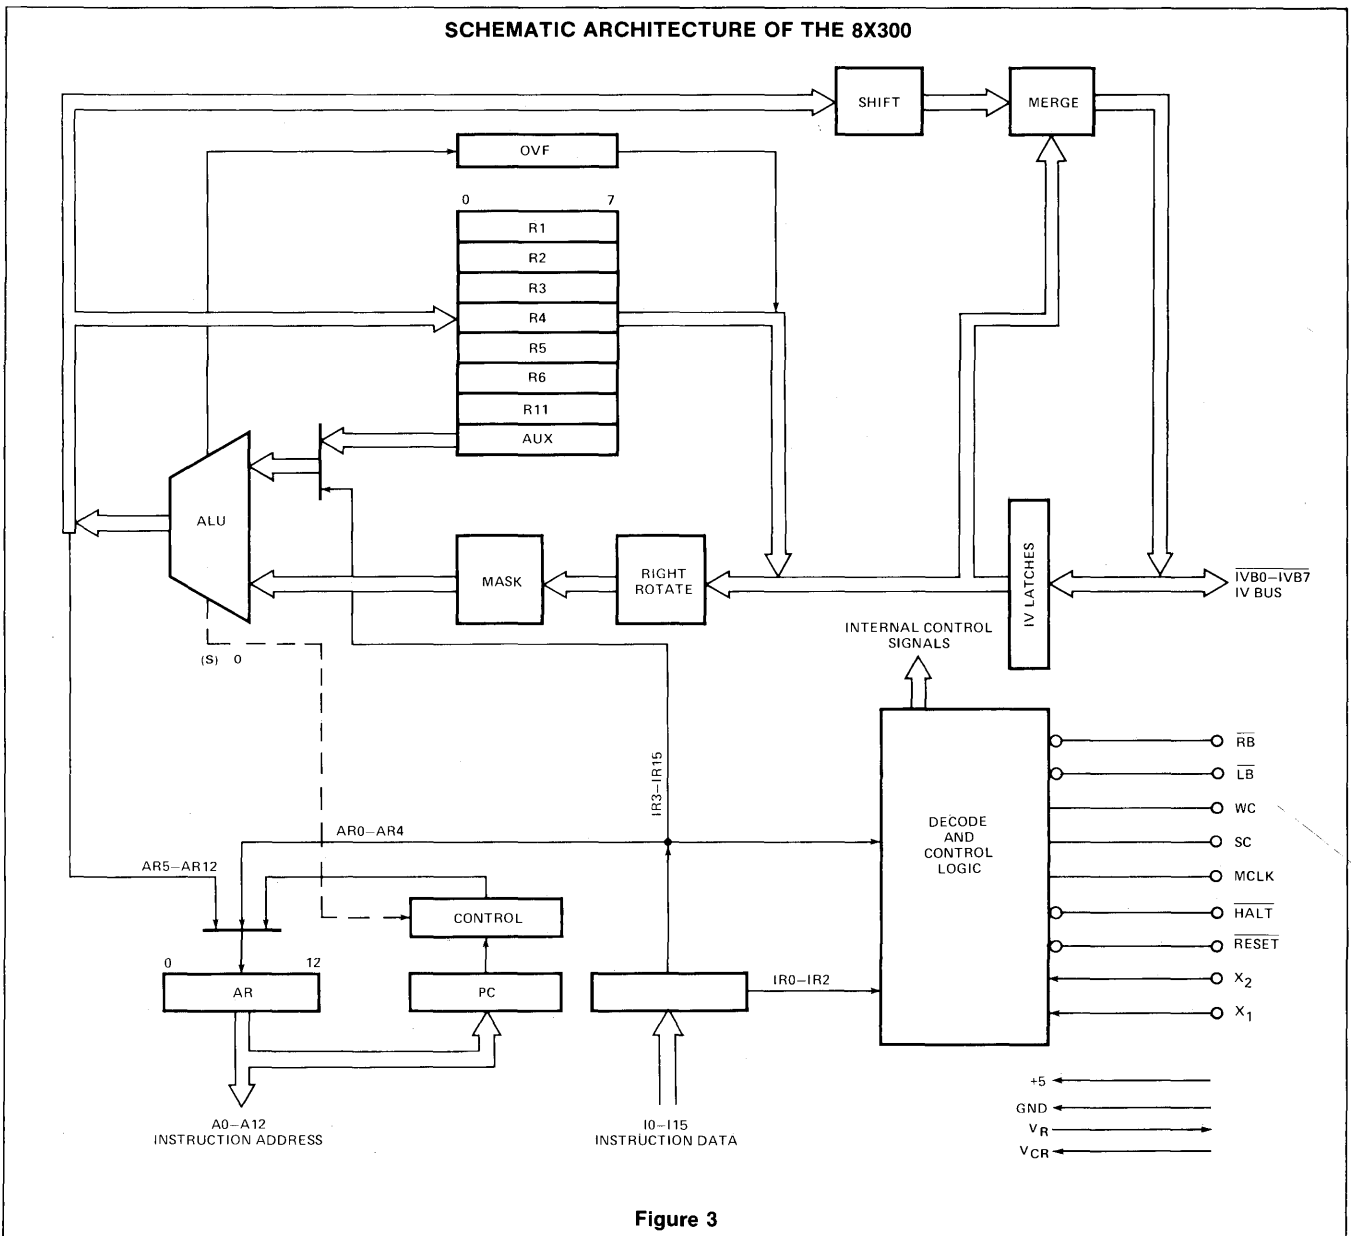 SCHEMATIC ARCHITECTURE OF THE 8X300
SHIFT
MERGE
OVF
0 7
R1
R2
R3
R4
R5
R6
R11
AUX
ALU
MASK
RIGHT
ROTATE
IV LATCHES
IVB0–IVB7
IV BUS
(S) 0
INTERNAL CONTROL
SIGNALS
IR3–IR15
DECODE
AND
CONTROL
LOGIC
RB
LB
WC
SC
MCLK
HALT
RESET
X2
X1
AR0–AR4
AR5–AR12
CONTROL
0 12
AR
PC
IR0–IR2
A0–A12
INSTRUCTION ADDRESS
I0–I15
INSTRUCTION DATA
+5
GND
VR
VCR
Figure 3